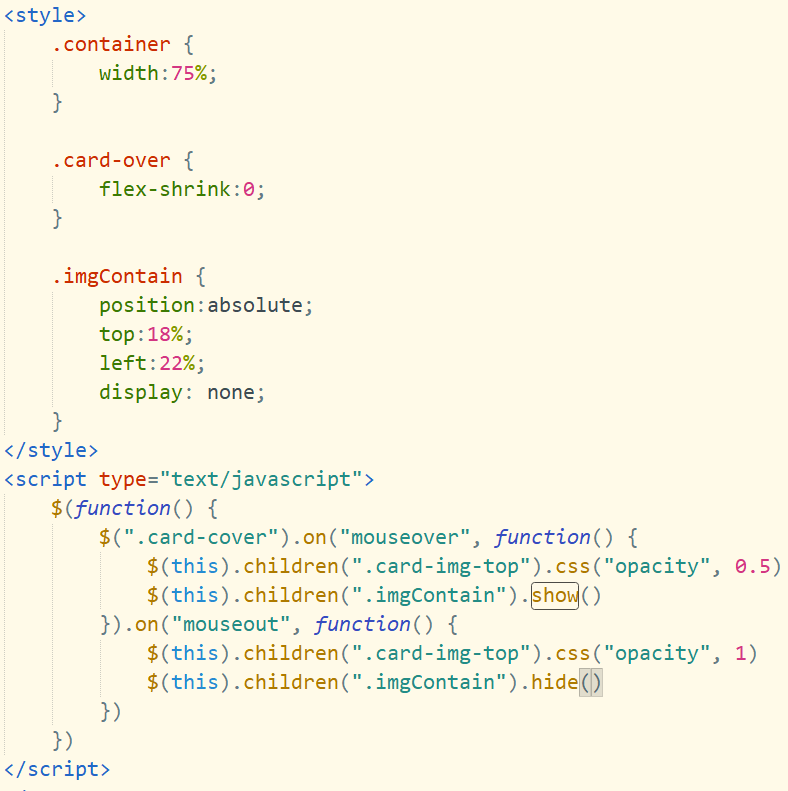 <style>
    .container {
        width:75%;
    }

    .card-over {
        flex-shrink:0;
    }

    .imgContain {
        position:absolute;
        top:18%;
        left:22%;
        display: none;
    }
</style>
<script type="text/javascript">
    $(function() {
        $(".card-cover").on("mouseover", function() {
            $(this).children(".card-img-top").css("opacity", 0.5)
            $(this).children(".imgContain").show()
        }).on("mouseout", function() {
            $(this).children(".card-img-top").css("opacity", 1)
            $(this).children(".imgContain").hide()
        })
    })
</script>